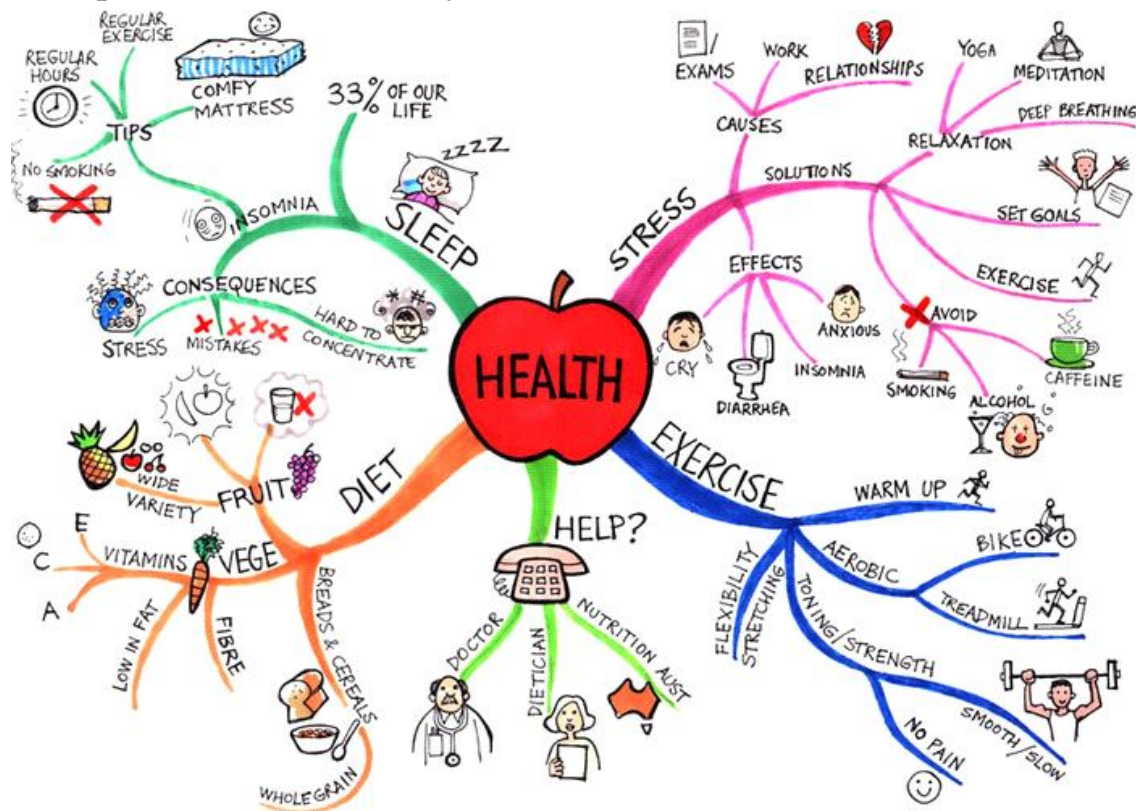 HEALTH
SLEEP
33% OF OUR
LIFE
ZZZZ
INSOMNIA
TIPS
REGULAR
HOURS
REGULAR
EXERCISE
COMFY
MATTRESS
NO SMOKING
CONSEQUENCES
STRESS
MISTAKES
HARD TO
CONCENTRATE
STRESS
CAUSES
EXAMS
WORK
RELATIONSHIPS
SOLUTIONS
RELAXATION
YOGA
MEDITATION
DEEP BREATHING
SET GOALS
EXERCISE
AVOID
SMOKING
ALCOHOL
CAFFEINE
EFFECTS
CRY
DIARRHEA
INSOMNIA
ANXIOUS
EXERCISE
WARM UP
AEROBIC
BIKE
TREADMILL
TONING/STRENGTH
SMOOTH/SLOW
NO PAIN
FLEXIBILITY
STRETCHING
HELP?
DOCTOR
DIETICIAN
NUTRITION AUST
DIET
FRUIT
WIDE
VARIETY
VEGE
VITAMINS
E
C
A
LOW IN FAT
FIBRE
BREADS & CEREALS
WHOLEGRAIN